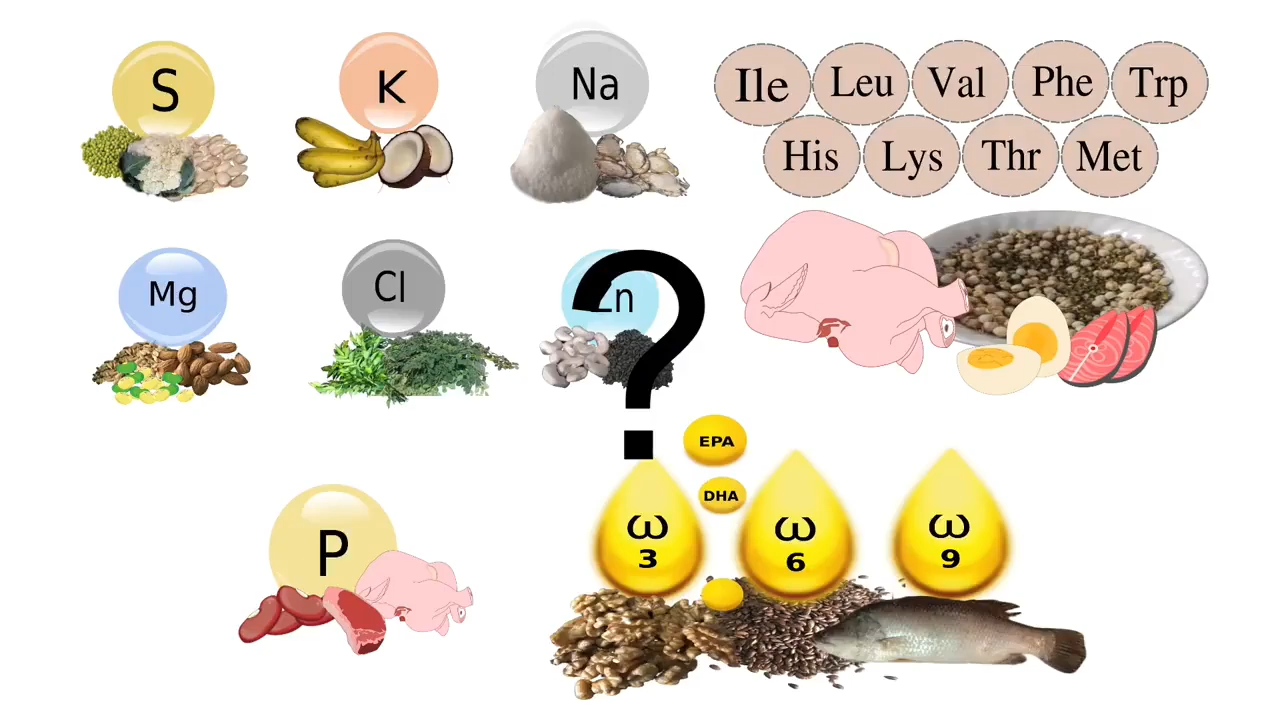 S
K
Na
Ile Leu Val Phe Trp
His Lys Thr Met
Mg
Cl
?
EPA
DHA
ω
3
ω
6
ω
9
P